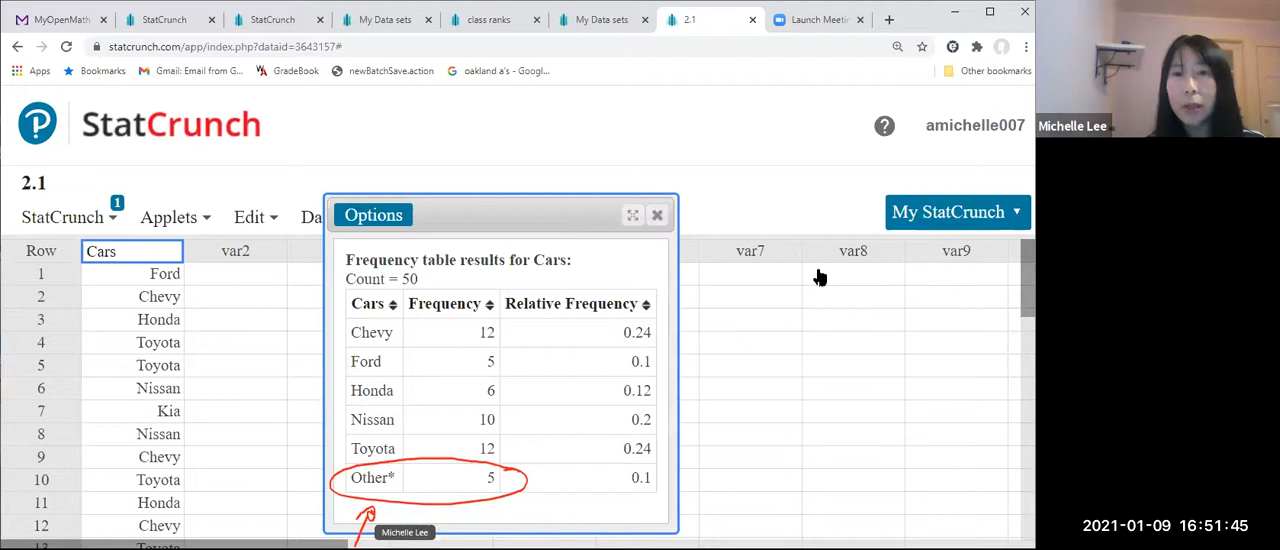 MyOpenMath
StatCrunch
StatCrunch
My Data sets
class ranks
My Data sets
2.1
Launch Meeting
statcrunch.com/app/index.php?dataid=3643157#
Apps
Bookmarks
Gmail: Email from G...
GradeBook
newBatchSave.action
oakland a's - Googl...
Other bookmarks
StatCrunch
amichelle007
Michelle Lee
2.1
StatCrunch 1 Applets Edit Da
My StatCrunch
Options
Row Cars var2 var7 var8 var9
1 Ford
2 Chevy
3 Honda
4 Toyota
5 Toyota
6 Nissan
7 Kia
8 Nissan
9 Chevy
10 Toyota
11 Honda
12 Chevy
13 Toyota
Frequency table results for Cars:
Count = 50
Cars Frequency Relative Frequency
Chevy 12 0.24
Ford 5 0.1
Honda 6 0.12
Nissan 10 0.2
Toyota 12 0.24
Other* 5 0.1
Michelle Lee
2021-01-09 16:51:45